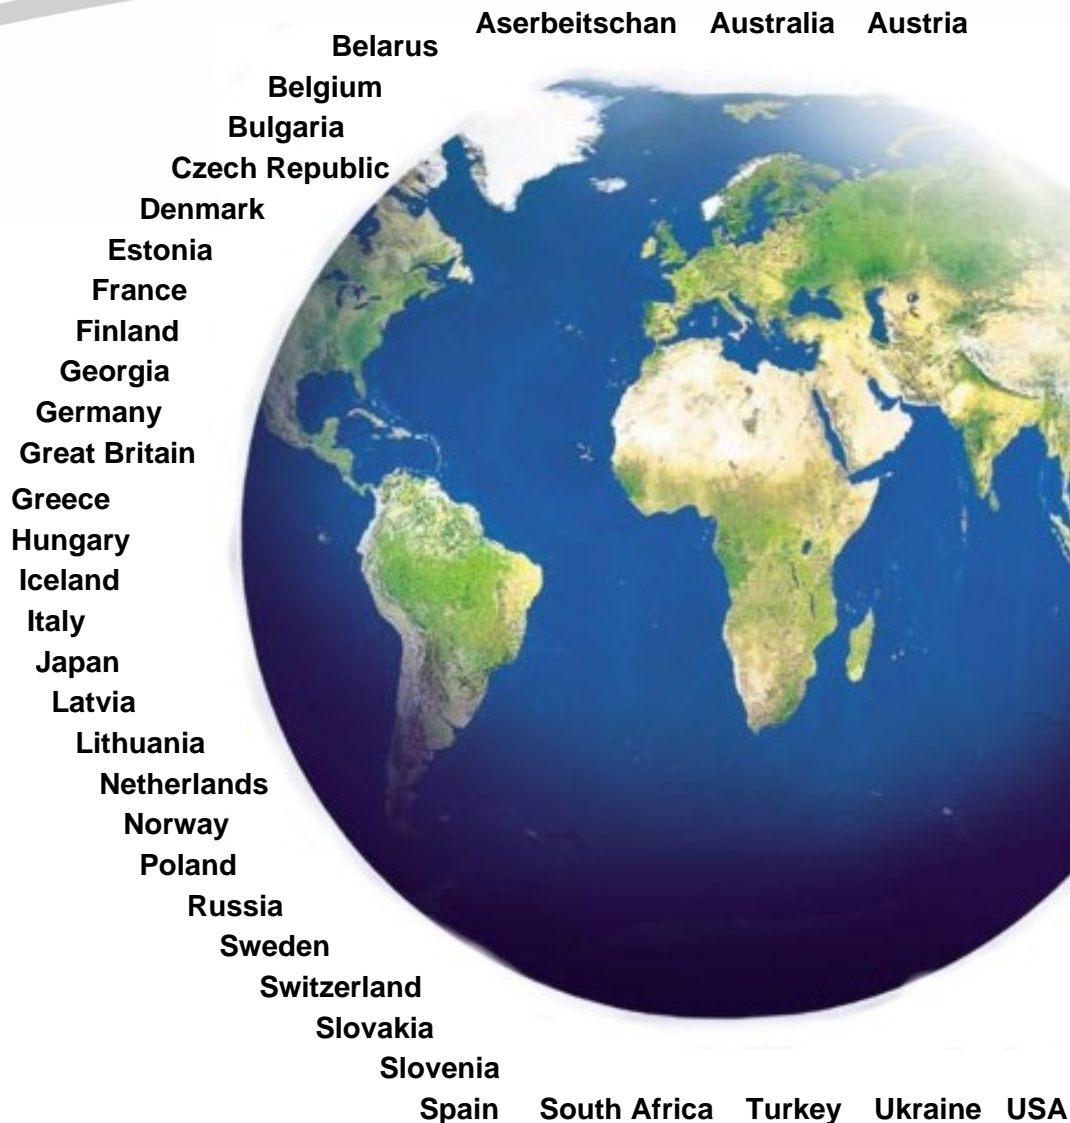 Aserbeitschan Australia Austria
Belarus
Belgium
Bulgaria
Czech Republic
Denmark
Estonia
France
Finland
Georgia
Germany
Great Britain
Greece
Hungary
Iceland
Italy
Japan
Latvia
Lithuania
Netherlands
Norway
Poland
Russia
Sweden
Switzerland
Slovakia
Slovenia
Spain South Africa Turkey Ukraine USA